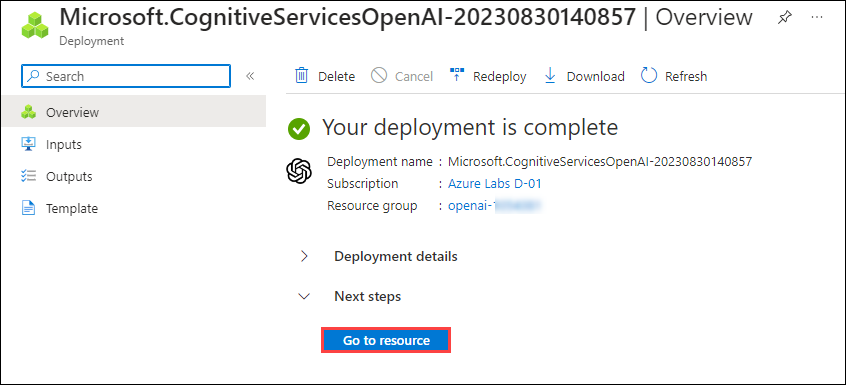 Microsoft.CognitiveServicesOpenAI-20230830140857 | Overview
Deployment
Search
Overview
Inputs
Outputs
Template
Delete
Cancel
Redeploy
Download
Refresh
Your deployment is complete
Deployment name : Microsoft.CognitiveServicesOpenAI-20230830140857
Subscription : Azure Labs D-01
Resource group : openai-
Deployment details
Next steps
Go to resource